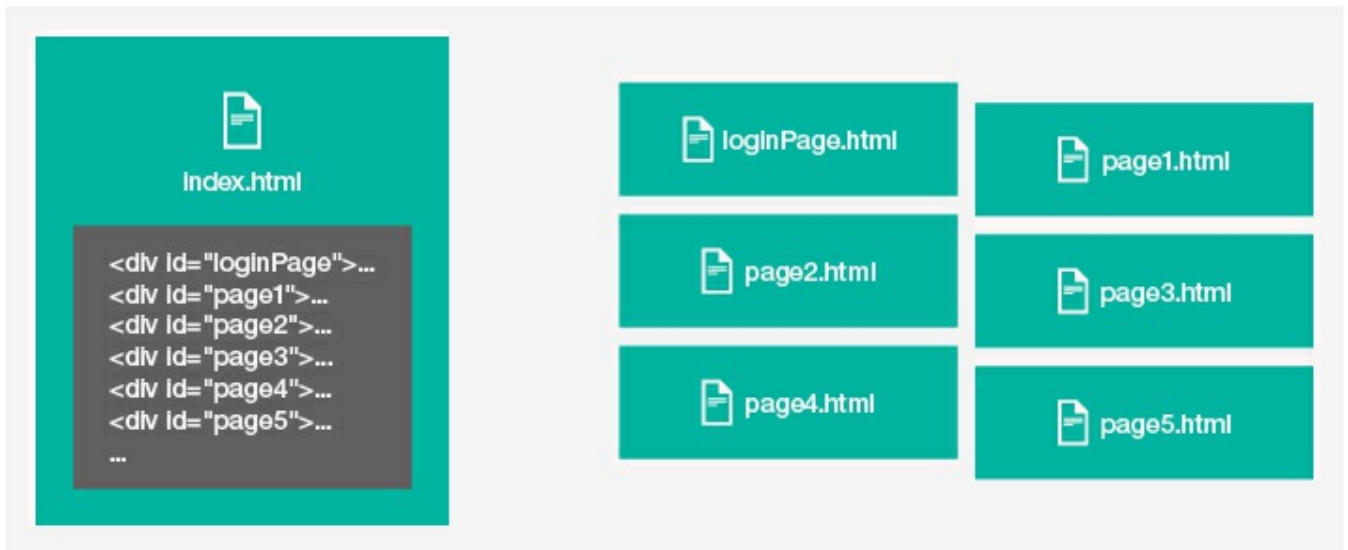 index.html
<div id="loginPage">...
<div id="page1">...
<div id="page2">...
<div id="page3">...
<div id="page4">...
<div id="page5">...
...
loginPage.html
page1.html
page2.html
page3.html
page4.html
page5.html